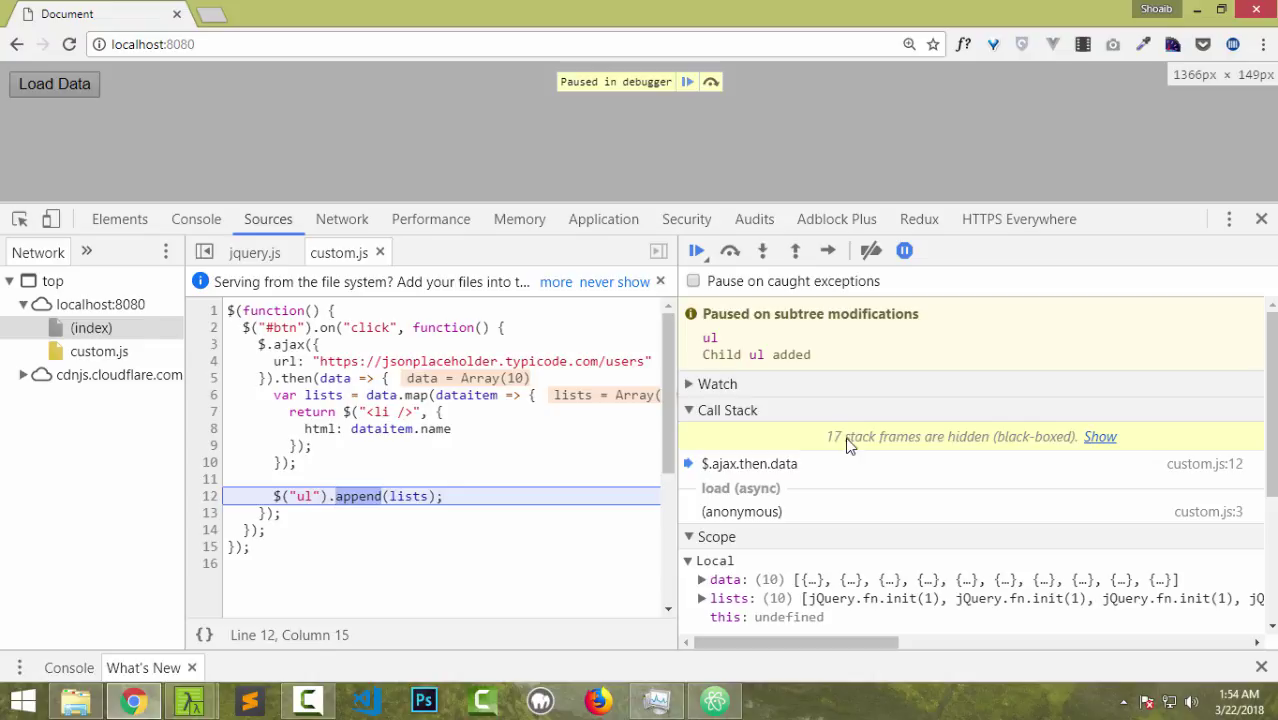 Document
Shoaib
localhost:8080
f?
Load Data
Paused in debugger
1366px × 149px
Elements
Console
Sources
Network
Performance
Memory
Application
Security
Audits
Adblock Plus
Redux
HTTPS Everywhere
Network
»
jquery.js
custom.js
top
localhost:8080
(index)
custom.js
cdnjs.cloudflare.com
Serving from the file system? Add your files into t... more never show
1 $(function() {
2 $("#btn").on("click", function() {
3 $.ajax({
4 url: "https://jsonplaceholder.typicode.com/users"
5 }).then(data => { data = Array(10)
6 var lists = data.map(dataitem => { lists = Array(
7 return $("<li />", {
8 html: dataitem.name
9 });
10 });
11
12 $("ul").append(lists);
13 });
14 });
15 });
16
{} Line 12, Column 15
Pause on caught exceptions
Paused on subtree modifications
ul
Child ul added
Watch
Call Stack
17 stack frames are hidden (black-boxed). Show
$.ajax.then.data custom.js:12
load (async)
(anonymous) custom.js:3
Scope
Local
data: (10) [{…}, {…}, {…}, {…}, {…}, {…}, {…}, {…}, {…}, {…}]
lists: (10) [jQuery.fn.init(1), jQuery.fn.init(1), jQuery.fn.init(1), jQ
this: undefined
Console
What's New
Ps
1:54 AM
3/22/2018